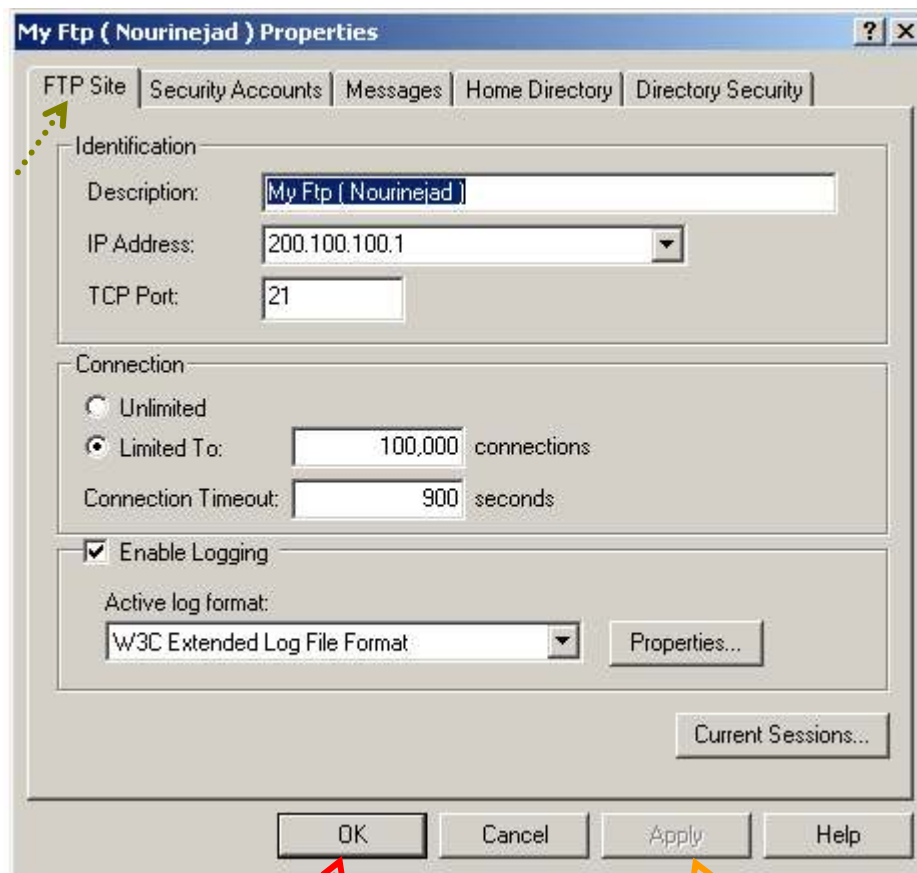 My Ftp ( Nourinejad ) Properties
FTP Site Security Accounts Messages Home Directory Directory Security
Identification
Description: My Ftp ( Nourinejad )
IP Address: 200.100.100.1
TCP Port: 21
Connection
Unlimited
Limited To: 100,000 connections
Connection Timeout: 900 seconds
Enable Logging
Active log format:
W3C Extended Log File Format Properties...
Current Sessions...
OK Cancel Apply Help